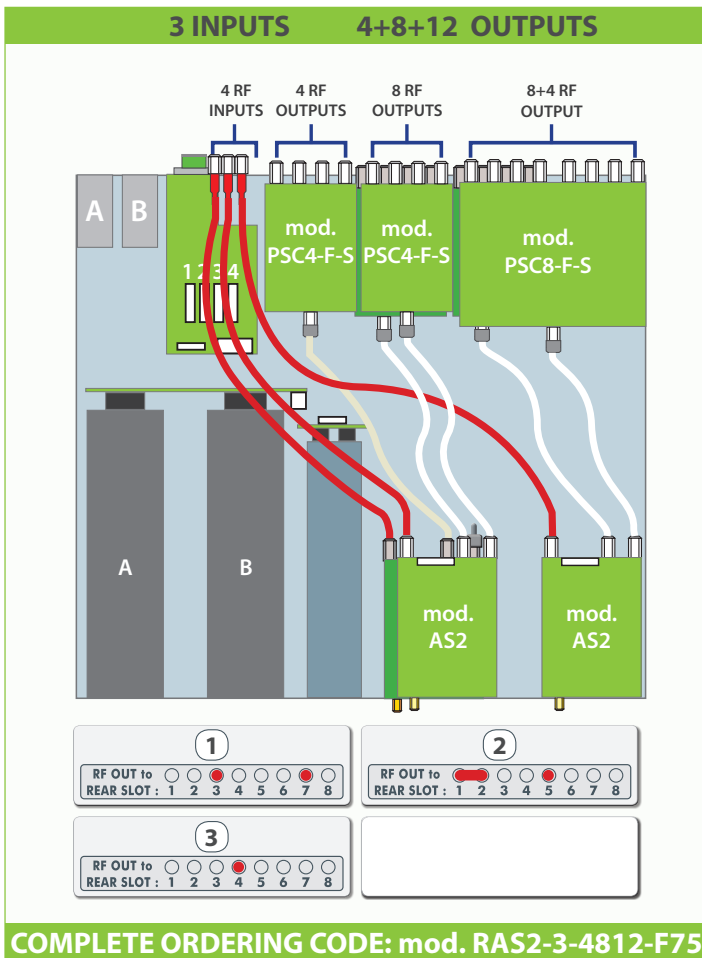 3 INPUTS 4+8+12 OUTPUTS
4 RF INPUTS
4 RF OUTPUTS
8 RF OUTPUTS
8+4 RF OUTPUT
A B
1 2 3 4
mod. PSC4-F-S
mod. PSC4-F-S
mod. PSC8-F-S
A
B
mod. AS2
mod. AS2
1
RF OUT to
REAR SLOT : 1 2 3 4 5 6 7 8
2
RF OUT to
REAR SLOT : 1 2 3 4 5 6 7 8
3
RF OUT to
REAR SLOT : 1 2 3 4 5 6 7 8
COMPLETE ORDERING CODE: mod. RAS2-3-4812-F75